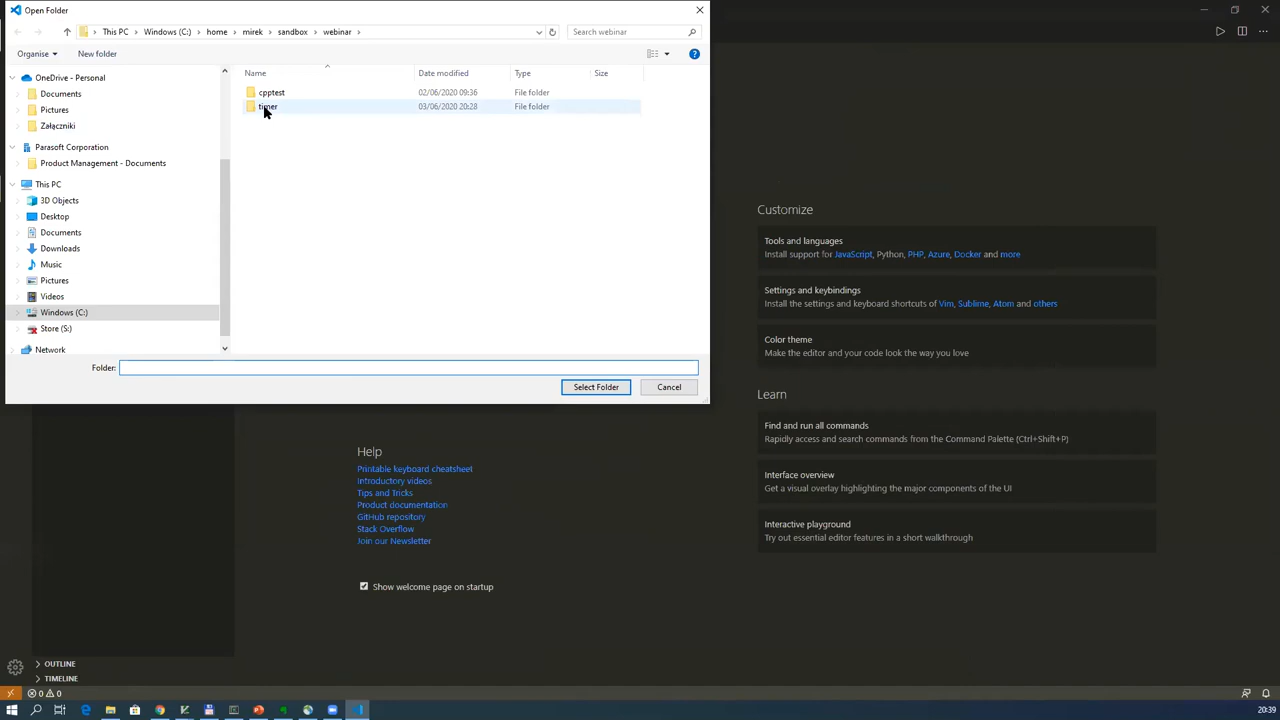 Open Folder
This PC > Windows (C:) > home > mirek > sandbox > webinar >
Search webinar
Organise
New folder
Name
Date modified
Type
Size
OneDrive - Personal
Documents
Pictures
Załączniki
Parasoft Corporation
Product Management - Documents
This PC
3D Objects
Desktop
Documents
Downloads
Music
Pictures
Videos
Windows (C:)
Store (S:)
Network
cpptest 02/06/2020 09:36 File folder
timer 03/06/2020 20:28 File folder
Folder:
Select Folder
Cancel
Customize
Tools and languages
Install support for JavaScript, Python, PHP, Azure, Docker and more
Settings and keybindings
Install the settings and keyboard shortcuts of Vim, Sublime, Atom and others
Color theme
Make the editor and your code look the way you love
Learn
Find and run all commands
Rapidly access and search commands from the Command Palette (Ctrl+Shift+P)
Interface overview
Get a visual overlay highlighting the major components of the UI
Interactive playground
Try out essential editor features in a short walkthrough
Help
Printable keyboard cheatsheet
Introductory videos
Tips and Tricks
Product documentation
GitHub repository
Stack Overflow
Join our Newsletter
Show welcome page on startup
OUTLINE
TIMELINE
0 0
20:39